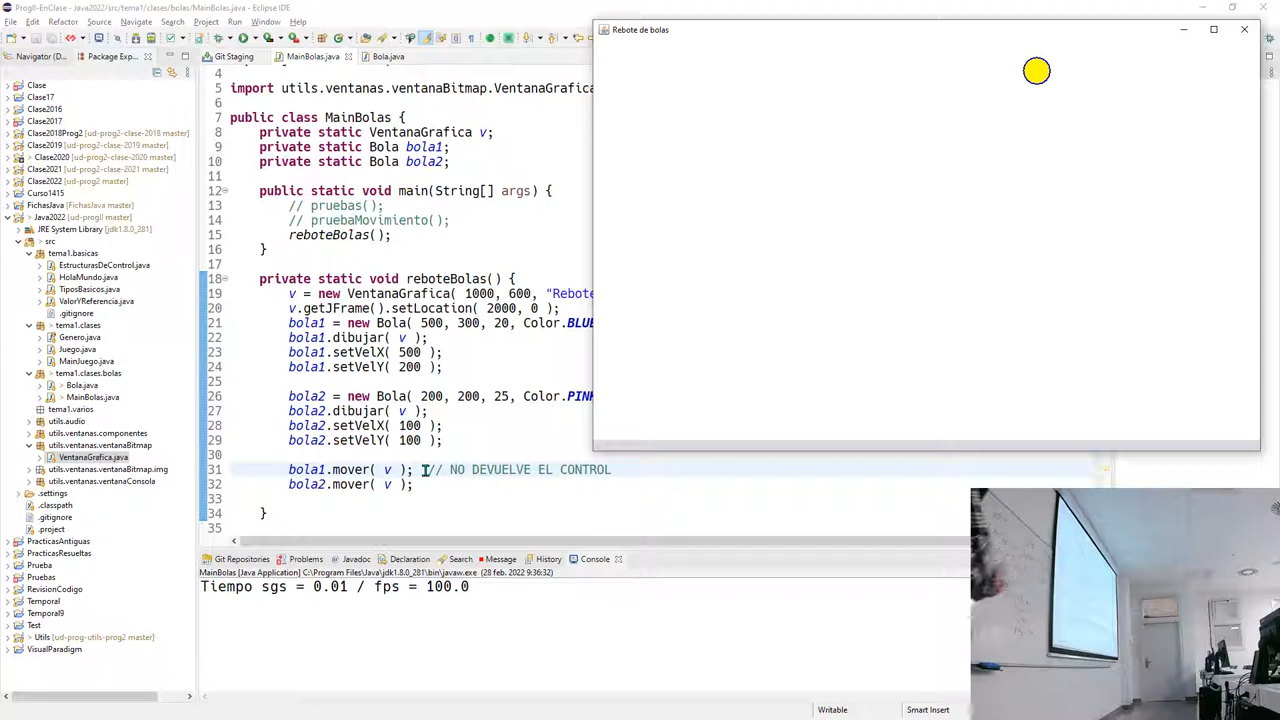 ProgII-EnClase - Java2022/src/tema1/clases/bolas/MainBolas.java - Eclipse IDE
File Edit Refactor Source Navigate Search Project Run Window Help
Navigator (D...
Package Exp...
Clase
Clase17
Clase2016
Clase2017
Clase2018Prog2 [ud-prog2-clase-2018 master]
Clase2019 [ud-prog2-clase-2019 master]
> Clase2020 [ud-prog2-clase-2020 master]
Clase2021 [ud-prog2-clase-2021 master]
Clase2022 [ud-prog2 master]
Curso1415
FichasJava [ud-prog2-fichas master]
Java2022 [ud-progII master]
JRE System Library [jdk1.8.0_281]
> src
tema1.basicas
EstructurasDeControl.java
HolaMundo.java
TiposBasicos.java
ValorYReferencia.java
.gitignore
> tema1.clases
Genero.java
Juego.java
MainJuego.java
> tema1.clases.bolas
> Bola.java
> MainBolas.java
tema1.varios
utils.audio
utils.ventanas.componentes
utils.ventanas.ventanaBitmap
VentanaGrafica.java
utils.ventanas.ventanaBitmap.img
utils.ventanas.ventanaConsola
.settings
.classpath
.gitignore
.project
PracticasAntiguas
PracticasResueltas
Prueba
Pruebas
RevisionCodigo
Temporal
Temporal9
Test
> Utils [ud-prog-utils-prog2 master]
VisualParadigm
Git Staging
MainBolas.java
Bola.java
4
5 import utils.ventanas.ventanaBitmap.VentanaGrafica
6
7 public class MainBolas {
8 private static VentanaGrafica v;
9 private static Bola bola1;
10 private static Bola bola2;
11
12 public static void main(String[] args) {
13 // pruebas();
14 // pruebaMovimiento();
15 reboteBolas();
16 }
17
18 private static void reboteBolas() {
19 v = new VentanaGrafica( 1000, 600, "Rebote
20 v.getJFrame().setLocation( 2000, 0 );
21 bola1 = new Bola( 500, 300, 20, Color.BLUE
22 bola1.dibujar( v );
23 bola1.setVelX( 500 );
24 bola1.setVelY( 200 );
25
26 bola2 = new Bola( 200, 200, 25, Color.PINK
27 bola2.dibujar( v );
28 bola2.setVelX( 100 );
29 bola2.setVelY( 100 );
30
31 bola1.mover( v ); // NO DEVUELVE EL CONTROL
32 bola2.mover( v );
33
34 }
35
Rebote de bolas
Git Repositories Problems Javadoc Declaration Search Message History Console
MainBolas [Java Application] C:\Program Files\Java\jdk1.8.0_281\bin\javaw.exe (28 feb. 2022 9:36:32)
Tiempo sgs = 0.01 / fps = 100.0
Writable
Smart Insert